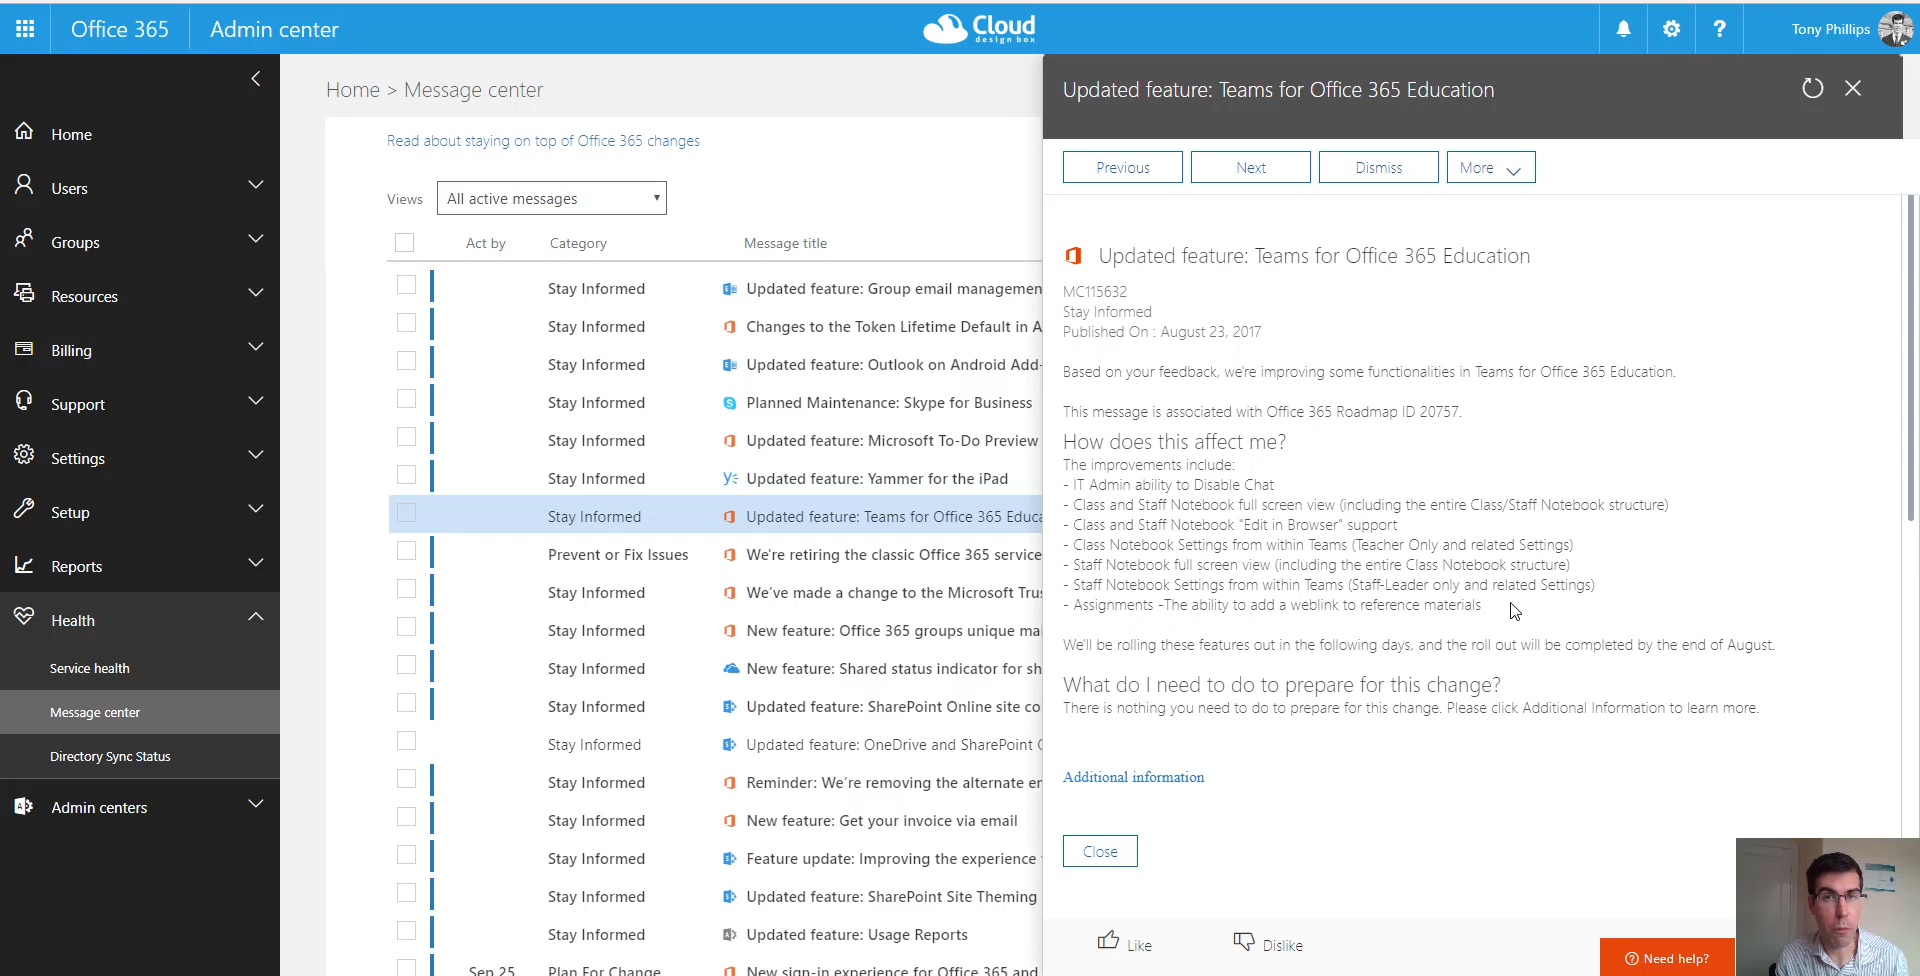 Office 365
Admin center
Cloud
design box
?
Tony Phillips
Home
Users
Groups
Resources
Billing
Support
Settings
Setup
Reports
Health
Service health
Message center
Directory Sync Status
Admin centers
Home > Message center
Read about staying on top of Office 365 changes
Views
All active messages
Act by Category Message title
Stay Informed Updated feature: Group email managemen
Stay Informed Changes to the Token Lifetime Default in A
Stay Informed Updated feature: Outlook on Android Add-
Stay Informed Planned Maintenance: Skype for Business
Stay Informed Updated feature: Microsoft To-Do Preview
Stay Informed Updated feature: Yammer for the iPad
Stay Informed Updated feature: Teams for Office 365 Educa
Prevent or Fix Issues We're retiring the classic Office 365 service
Stay Informed We've made a change to the Microsoft Trus
Stay Informed New feature: Office 365 groups unique mai
Stay Informed New feature: Shared status indicator for sh
Stay Informed Updated feature: SharePoint Online site co
Stay Informed Updated feature: OneDrive and SharePoint O
Stay Informed Reminder: We're removing the alternate em
Stay Informed New feature: Get your invoice via email
Stay Informed Feature update: Improving the experience
Stay Informed Updated feature: SharePoint Site Theming
Stay Informed Updated feature: Usage Reports
Sep 25 Plan For Change New sign-in experience for Office 365 and
Updated feature: Teams for Office 365 Education
Previous
Next
Dismiss
More
Updated feature: Teams for Office 365 Education
MC115632
Stay Informed
Published On : August 23, 2017
Based on your feedback, we're improving some functionalities in Teams for Office 365 Education.
This message is associated with Office 365 Roadmap ID 20757.
How does this affect me?
The improvements include:
- IT Admin ability to Disable Chat
- Class and Staff Notebook full screen view (including the entire Class/Staff Notebook structure)
- Class and Staff Notebook "Edit in Browser" support
- Class Notebook Settings from within Teams (Teacher Only and related Settings)
- Staff Notebook full screen view (including the entire Class Notebook structure)
- Staff Notebook Settings from within Teams (Staff-Leader only and related Settings)
- Assignments -The ability to add a weblink to reference materials
We'll be rolling these features out in the following days, and the roll out will be completed by the end of August.
What do I need to do to prepare for this change?
There is nothing you need to do to prepare for this change. Please click Additional Information to learn more.
Additional information
Close
Like
Dislike
Need help?